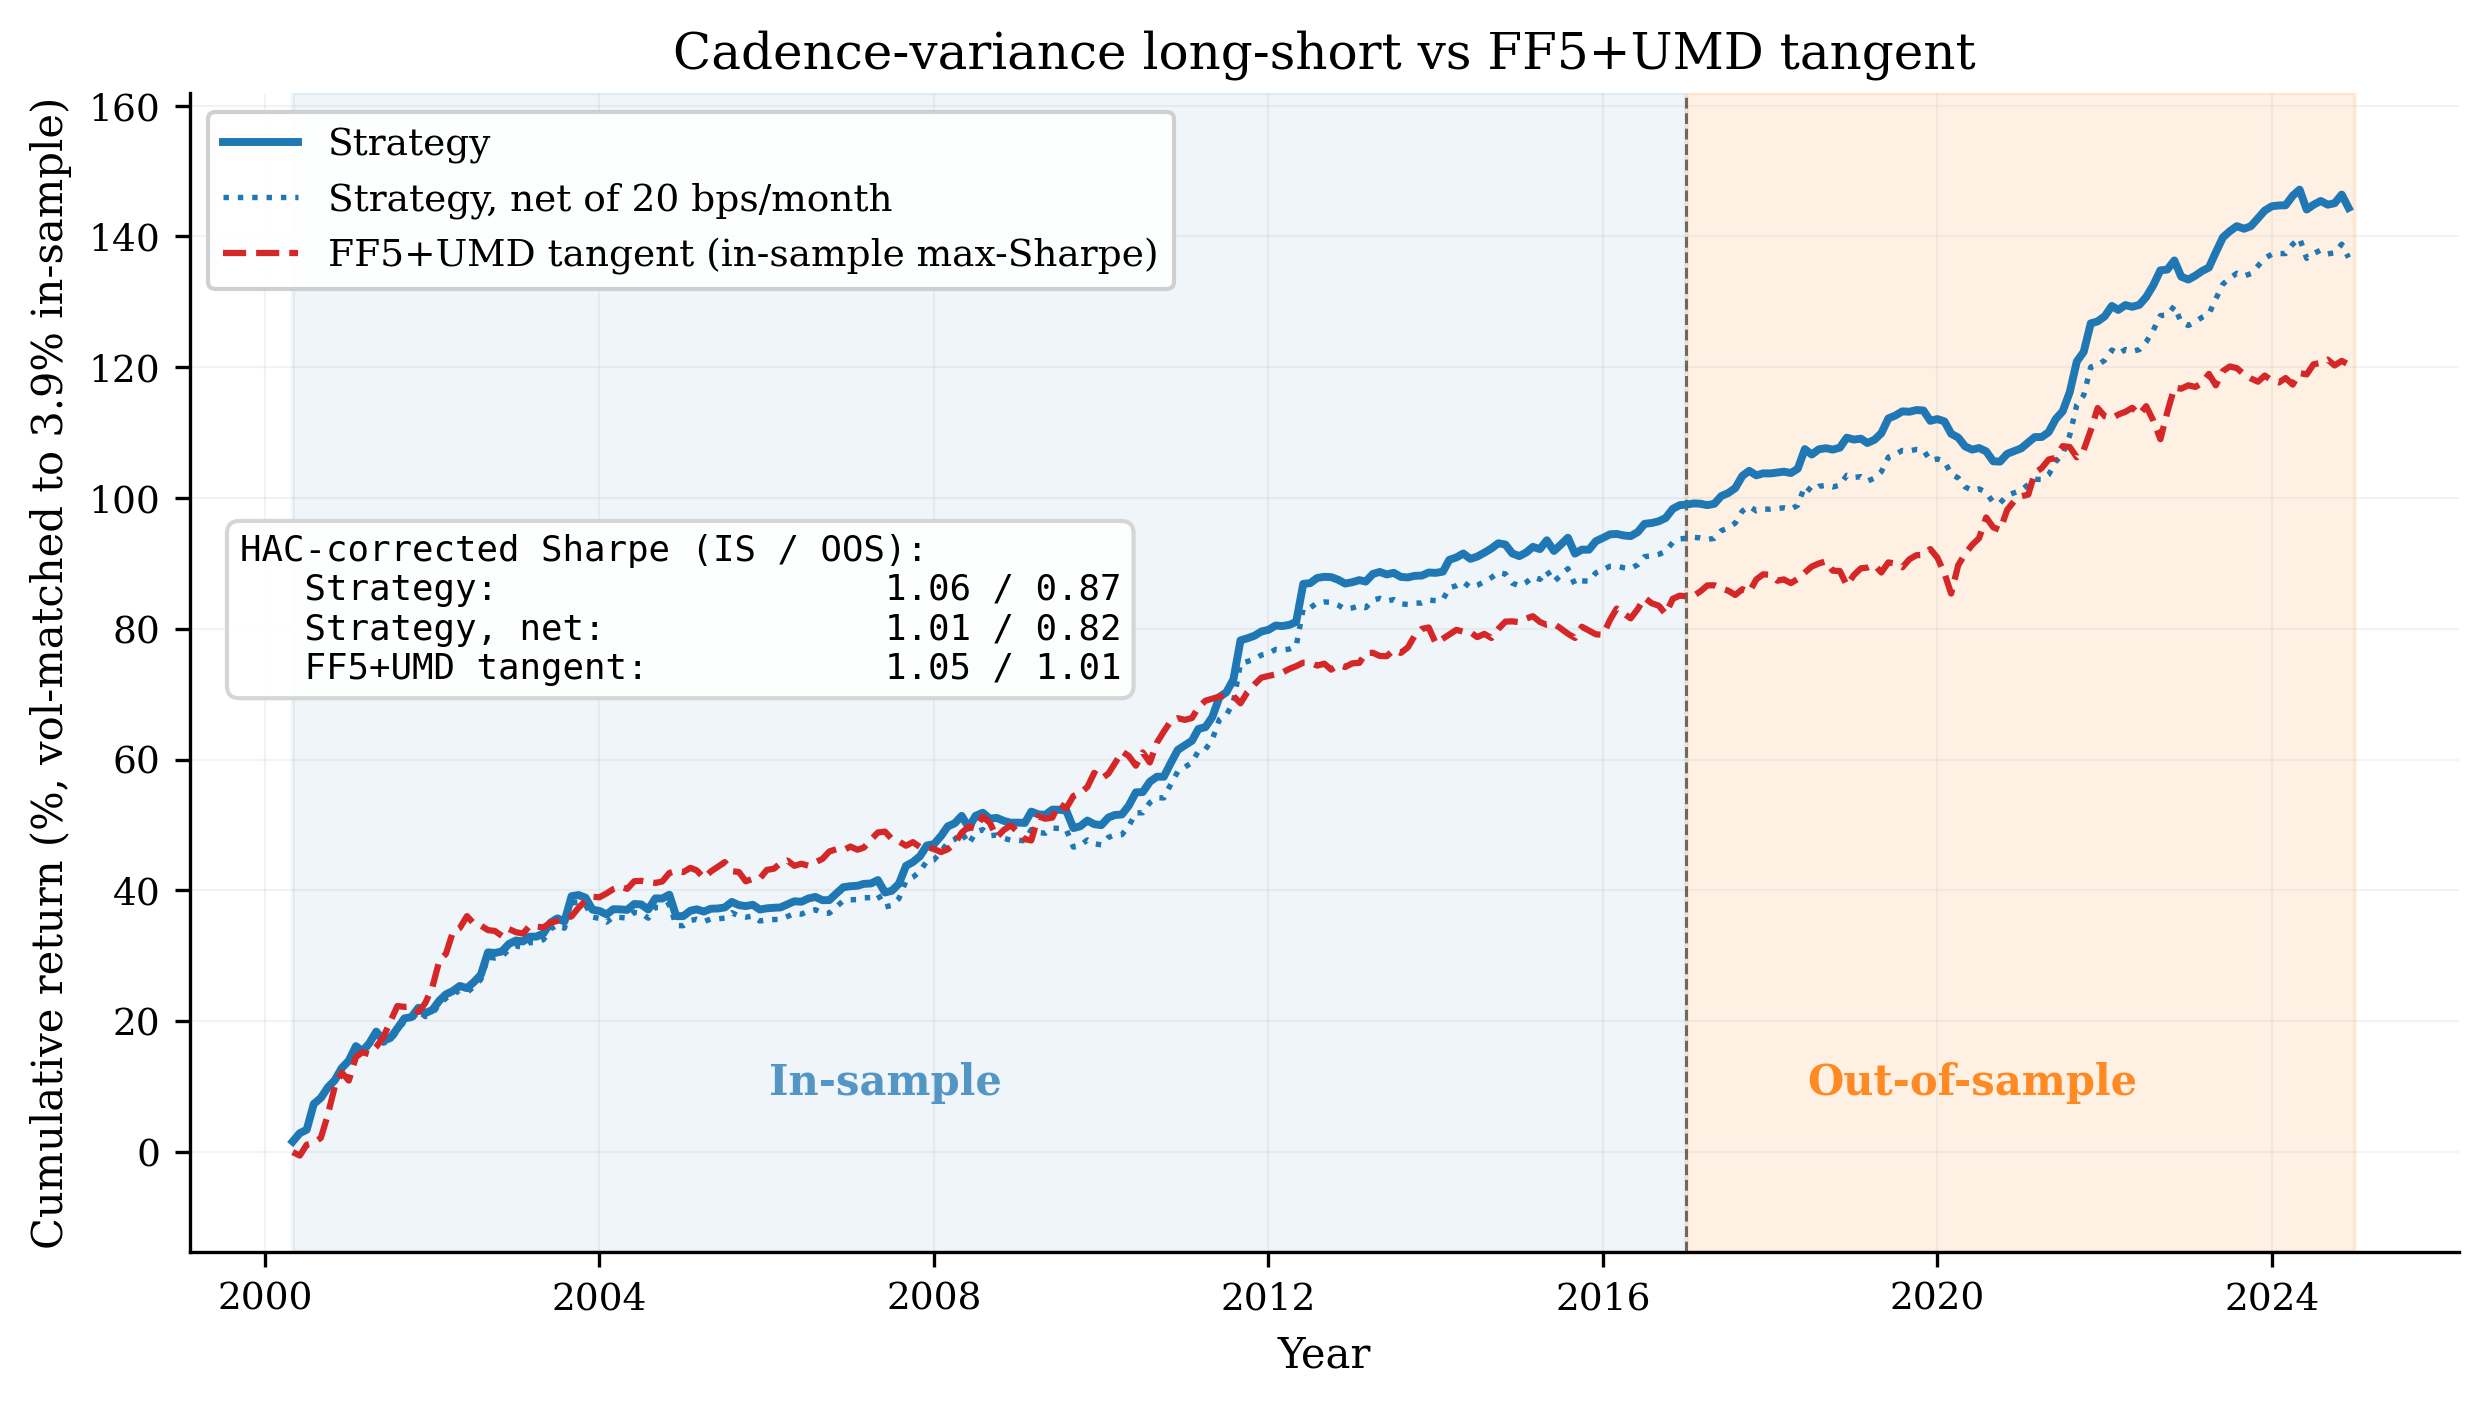 Cadence-variance long-short vs FF5+UMD tangent
Cumulative return (%, vol-matched to 3.9% in-sample)
160
140
120
100
80
60
40
20
0
Strategy
Strategy, net of 20 bps/month
FF5+UMD tangent (in-sample max-Sharpe)
HAC-corrected Sharpe (IS / OOS):
Strategy: 1.06 / 0.87
Strategy, net: 1.01 / 0.82
FF5+UMD tangent: 1.05 / 1.01
In-sample
Out-of-sample
2000 2004 2008 2012 2016 2020 2024
Year